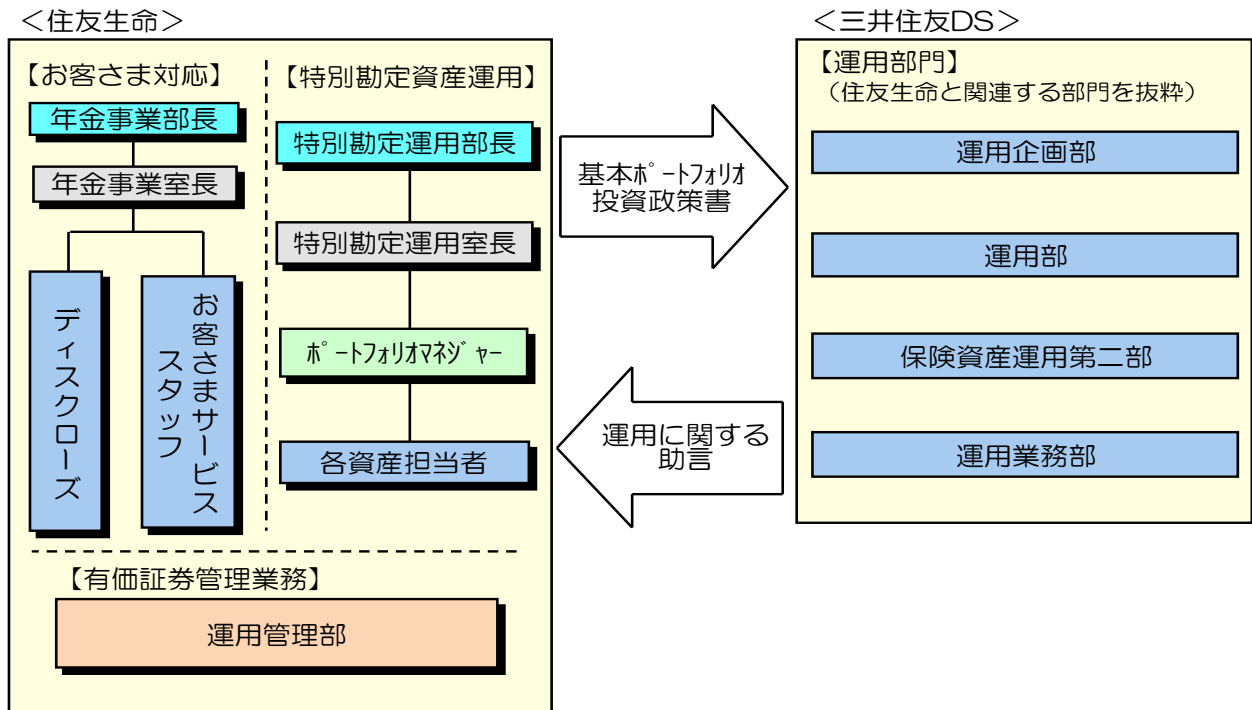 ＜住友生命＞
【お客さま対応】
年金事業部長
年金事業室長
ディスクローズ
お客さまサービス
スタッフ
【特別勘定資産運用】
特別勘定運用部長
特別勘定運用室長
ﾎﾟｰﾄﾌｫﾘｵﾏﾈｼﾞｬｰ
各資産担当者
【有価証券管理業務】
運用管理部
基本ﾎﾟｰﾄﾌｫﾘｵ
投資政策書
運用に関する
助言
＜三井住友DS＞
【運用部門】
（住友生命と関連する部門を抜粋）
運用企画部
運用部
保険資産運用第二部
運用業務部